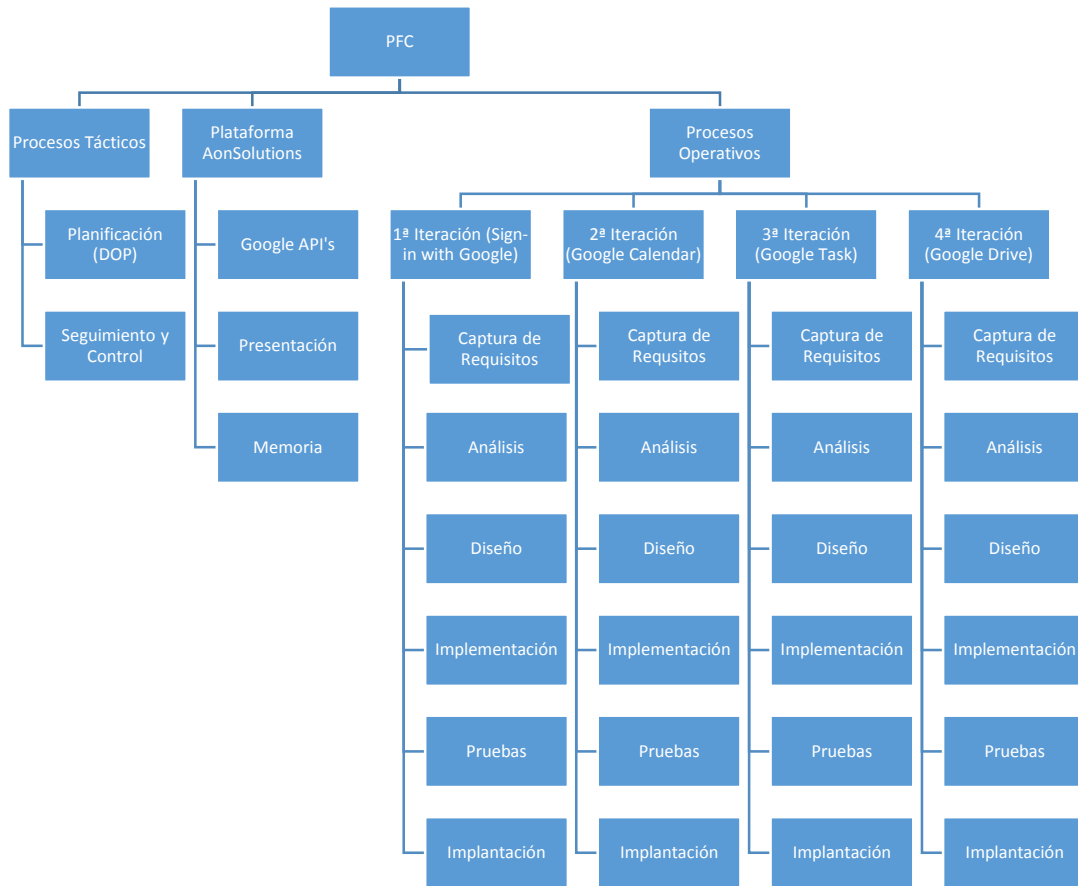 PFC
Procesos Tácticos
Plataforma
AonSolutions
Procesos
Operativos
Planificación
(DOP)
Seguimiento y
Control
Google API's
Presentación
Memoria
1ª Iteración (Sign-
in with Google)
Captura de
Requisitos
Análisis
Diseño
Implementación
Pruebas
Implantación
2ª Iteración
(Google Calendar)
Captura de
Requsitos
Análisis
Diseño
Implementación
Pruebas
Implantación
3ª Iteración
(Google Task)
Captura de
Requisitos
Análisis
Diseño
Implementación
Pruebas
Implantación
4ª Iteración
(Google Drive)
Captura de
Requisitos
Análisis
Diseño
Implementación
Pruebas
Implantación